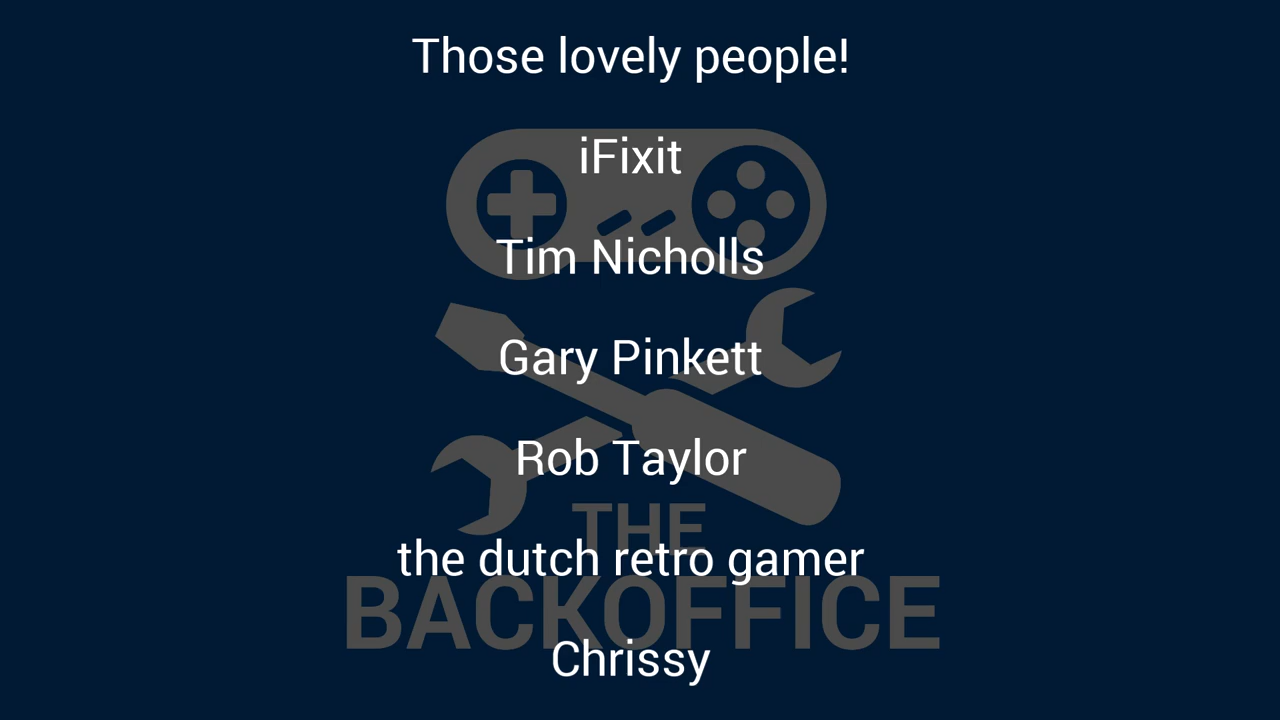 Those lovely people!
iFixit
Tim Nicholls
Gary Pinkett
Rob Taylor
THE
the dutch retro gamer
BACKOFFICE
Chrissy